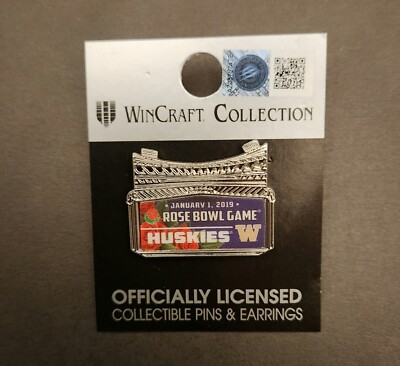 WINCRAFT COLLECTION
• JANUARY 1, 2019 •
ROSE BOWL GAME®
HUSKIES W
OFFICIALLY LICENSED
COLLECTIBLE PINS & EARRINGS